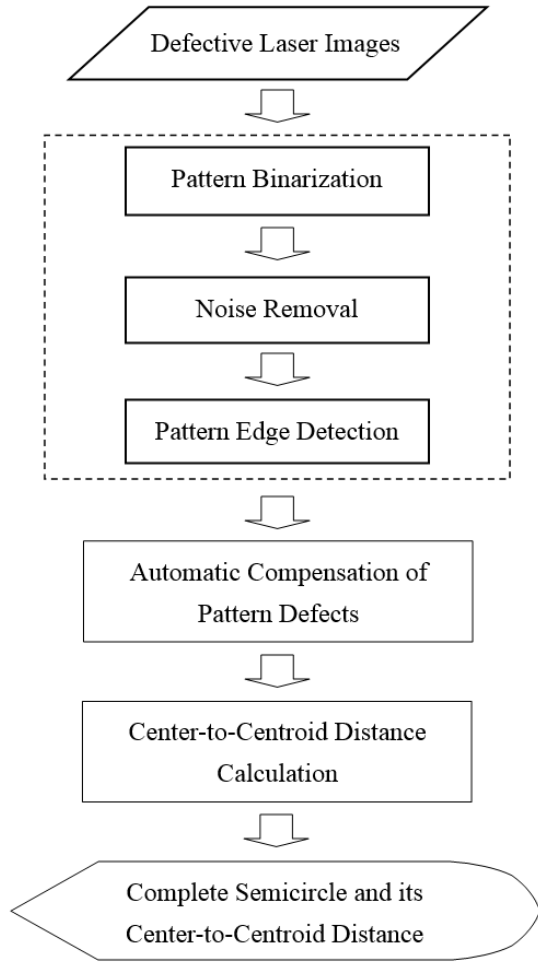 Defective Laser Images
Pattern Binarization
Noise Removal
Pattern Edge Detection
Automatic Compensation of
Pattern Defects
Center-to-Centroid Distance
Calculation
Complete Semicircle and its
Center-to-Centroid Distance